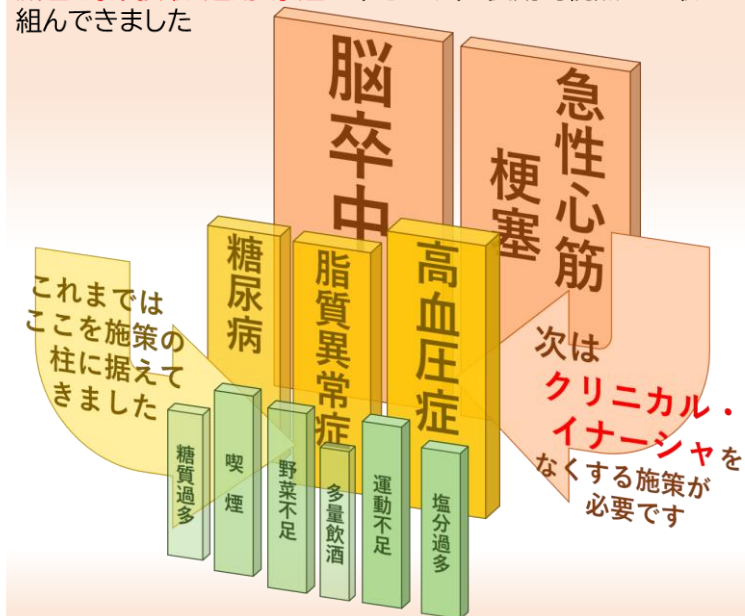 組んできました
脳卒中
急性心筋
梗塞
糖尿病
脂質異常症
高血圧症
これまでは
ここを施策の
柱に据えて
きました
次は
クリニカル・
イナーシャを
なくする施策が
必要です
糖質過多
喫煙
野菜不足
多量飲酒
運動不足
塩分過多